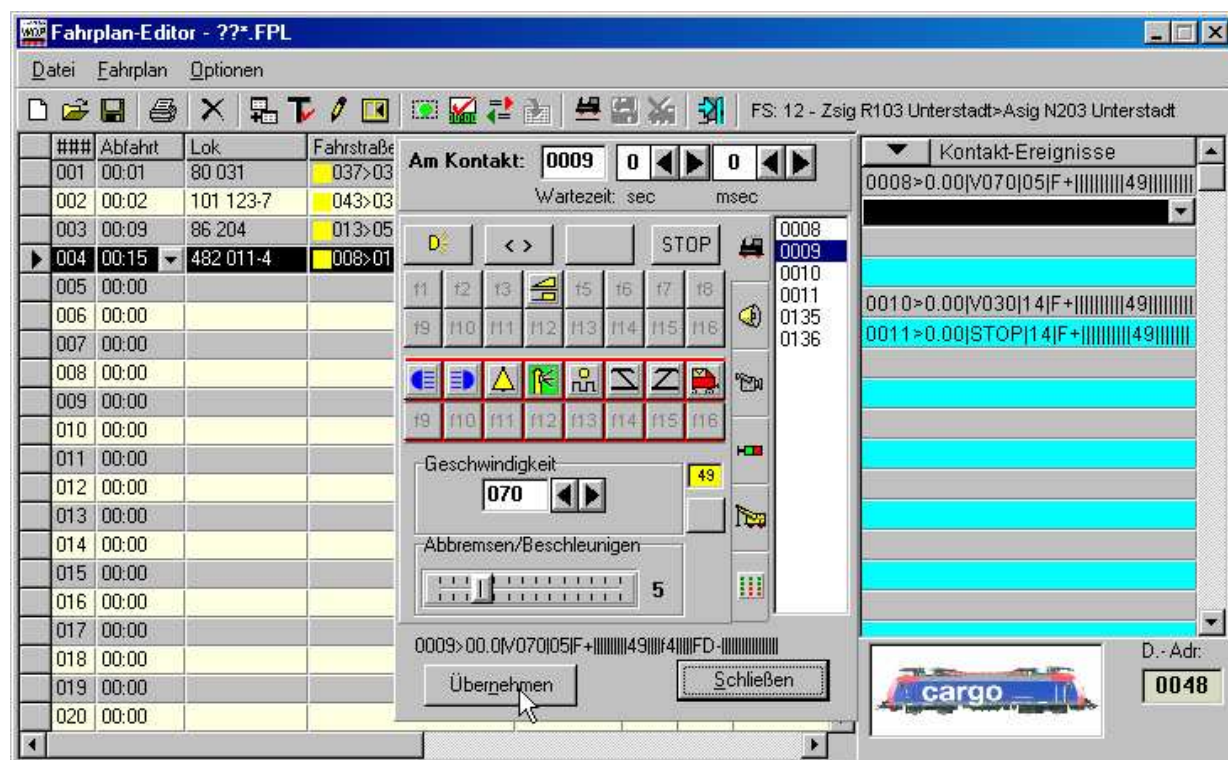 Fahrplan-Editor - ??*.FPL
Datei Fahrplan Optionen
FS: 12 - Zsig R103 Unterstadt>Asig N203 Unterstadt
### Abfahrt Lok Fahrstraße
001 00:01 80 031 037>03
002 00:02 101 123-7 043>03
003 00:09 86 204 013>05
004 00:15 482 011-4 008>01
005 00:00
006 00:00
007 00:00
008 00:00
009 00:00
010 00:00
011 00:00
012 00:00
013 00:00
014 00:00
015 00:00
016 00:00
017 00:00
018 00:00
019 00:00
020 00:00
Am Kontakt: 0009 0 0
Wartezeit: sec msec
D < > STOP
f1 f2 f3 f5 f6 f7 f8
f9 f10 f11 f12 f13 f14 f15 f16
f9 f10 f11 f12 f13 f14 f15 f16
Geschwindigkeit
070
49
Abbremsen/Beschleunigen
5
0009>00.0|V070|05|F+||||||||||49|||||f4|||||FD-||||||||||||||||
Übernehmen Schließen
0008
0009
0010
0011
0135
0136
Kontakt-Ereignisse
0008>0.00|V070|05|F+||||||||||49|||||||||
0010>0.00|V030|14|F+||||||||||49|||||||||
0011>0.00|STOP|14|F+||||||||||49|||||||||
cargo
D.- Adr:
0048